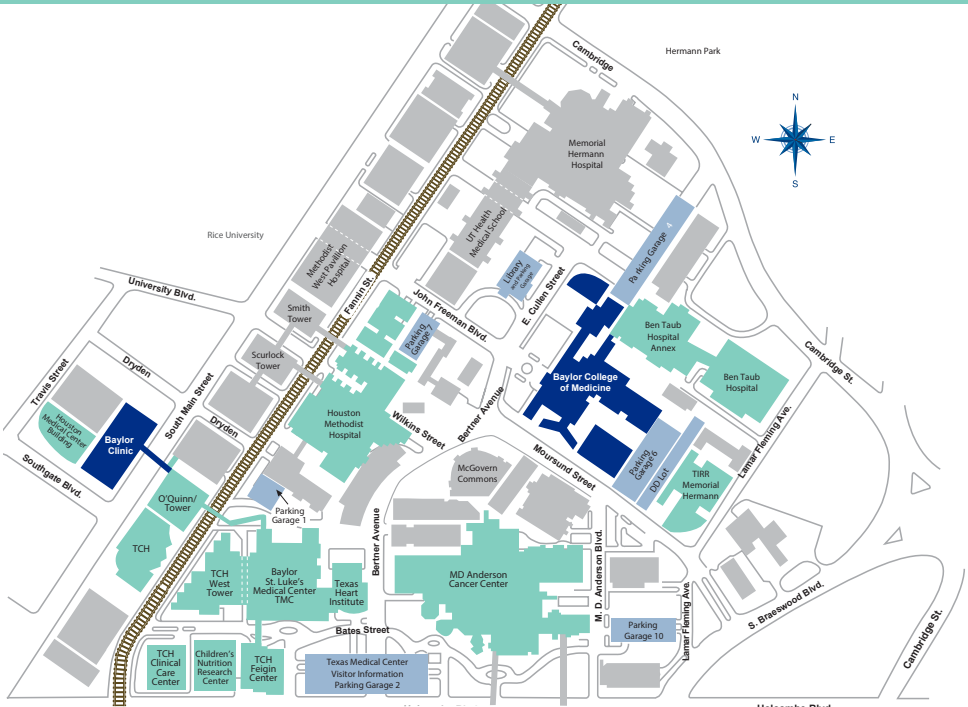 Cambridge
Hermann Park
N
W
E
S
Memorial
Hermann
Hospital
UT Health
Medical School
Parking Garage 4
Rice University
Methodist
West Pavilion
Hospital
Library
and Parking
Garage
University Blvd.
Fannin St.
John Freeman Blvd.
E. Cullen Street
Smith
Tower
Parking
Garage 7
Ben Taub
Hospital
Annex
Cambridge St.
Scurlock
Tower
Dryden
Travis Street
South Main Street
Baylor College
of Medicine
Ben Taub
Hospital
Houston
Medical Center
Building
Baylor
Clinic
Dryden
Houston
Methodist
Hospital
Wilkins Street
Bertner Avenue
Lamar Fleming Ave.
Southgate Blvd.
McGovern
Commons
Moursund Street
Parking
Garage 6
DD Lot
TIRR
Memorial
Hermann
O'Quinn/
Tower
Parking
Garage 1
TCH
Bertner Avenue
M. D. Anderson Blvd.
TCH
West
Tower
Baylor
St. Luke's
Medical Center
TMC
Texas
Heart
Institute
MD Anderson
Cancer Center
Lamar Fleming Ave.
S. Braeswood Blvd.
Cambridge St.
Bates Street
Parking
Garage 10
TCH
Clinical
Care
Center
Children's
Nutrition
Research
Center
TCH
Feigin
Center
Texas Medical Center
Visitor Information
Parking Garage 2
Holcombe Blvd.